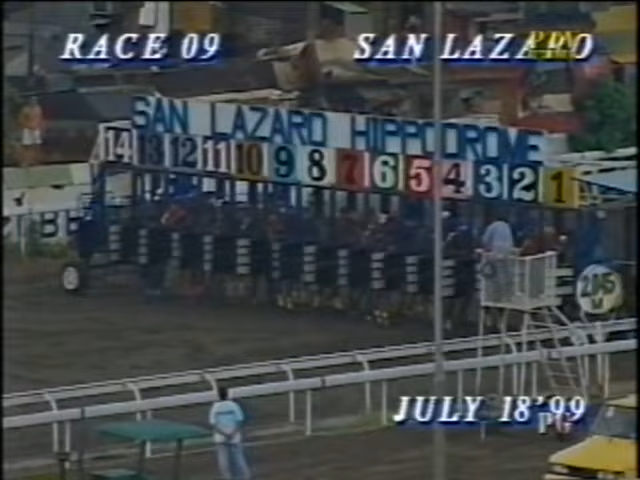 RACE 09
SAN LAZARO
SAN LAZARO HIPPODROME
14 13 12 11 10 9 8 7 6 5 4 3 2 1
JULY 18'99
PG